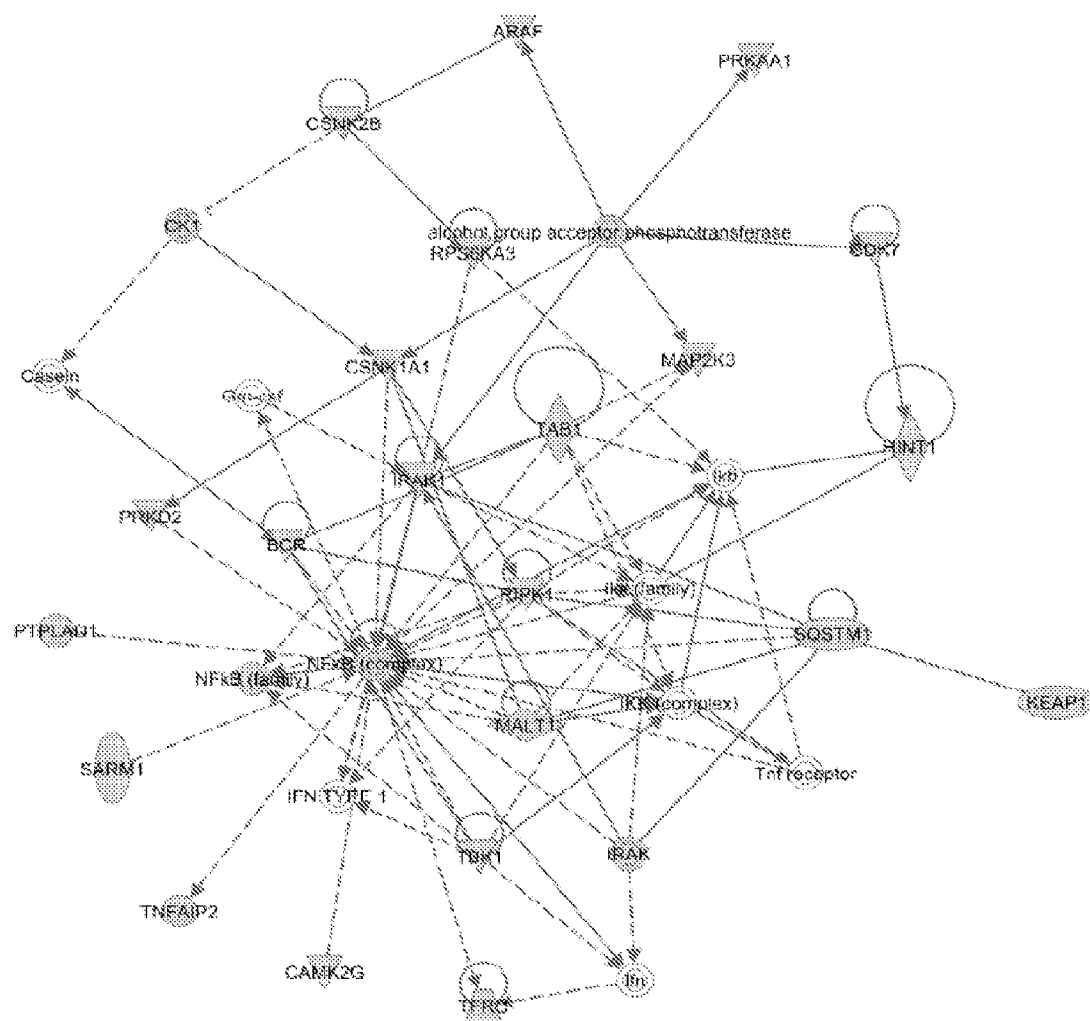 ARAF
PRKAA1
CSNK2B
CK1
alcohol group acceptor phosphotransferase
RPS6KA3
CDK7
Casein
CSNK1A1
MAP2K3
Gm-csf
TAB1
HINT1
IRAK1
Ikb
PRKD2
BCR
RIPK1
Ikk (family)
PTPLAD1
SQSTM1
NFkB (complex)
NFkB (family)
IKK (complex)
KEAP1
MALT1
SARM1
Tnf receptor
IFN TYPE 1
TBK1
IRAK
TNFAIP2
CAMK2G
Ifn
TFRC